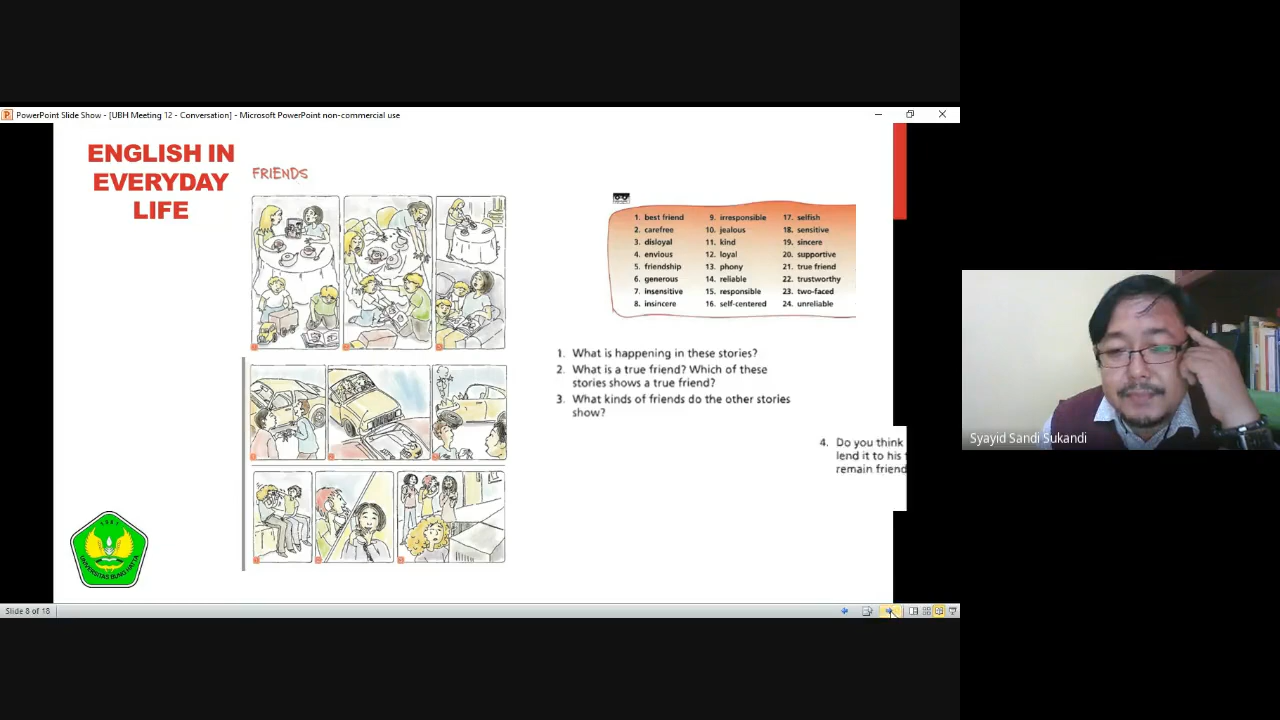 PowerPoint Slide Show - [UBH Meeting 12 - Conversation] - Microsoft PowerPoint non-commercial use
ENGLISH IN
EVERYDAY
LIFE
FRIENDS
1. best friend
2. carefree
3. disloyal
4. envious
5. friendship
6. generous
7. insensitive
8. insincere
9. irresponsible
10. jealous
11. kind
12. loyal
13. phony
14. reliable
15. responsible
16. self-centered
17. selfish
18. sensitive
19. sincere
20. supportive
21. true friend
22. trustworthy
23. two-faced
24. unreliable
1. What is happening in these stories?
2. What is a true friend? Which of these
stories shows a true friend?
3. What kinds of friends do the other stories
show?
4. Do you think
lend it to his
remain friend
UNIVERSITAS BUNG HATTA
Slide 8 of 18
Syayid Sandi Sukandi